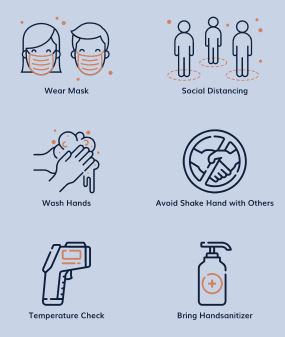 Wear Mask
Social Distancing
Wash Hands
Avoid Shake Hand with Others
Temperature Check
Bring Handsanitizer